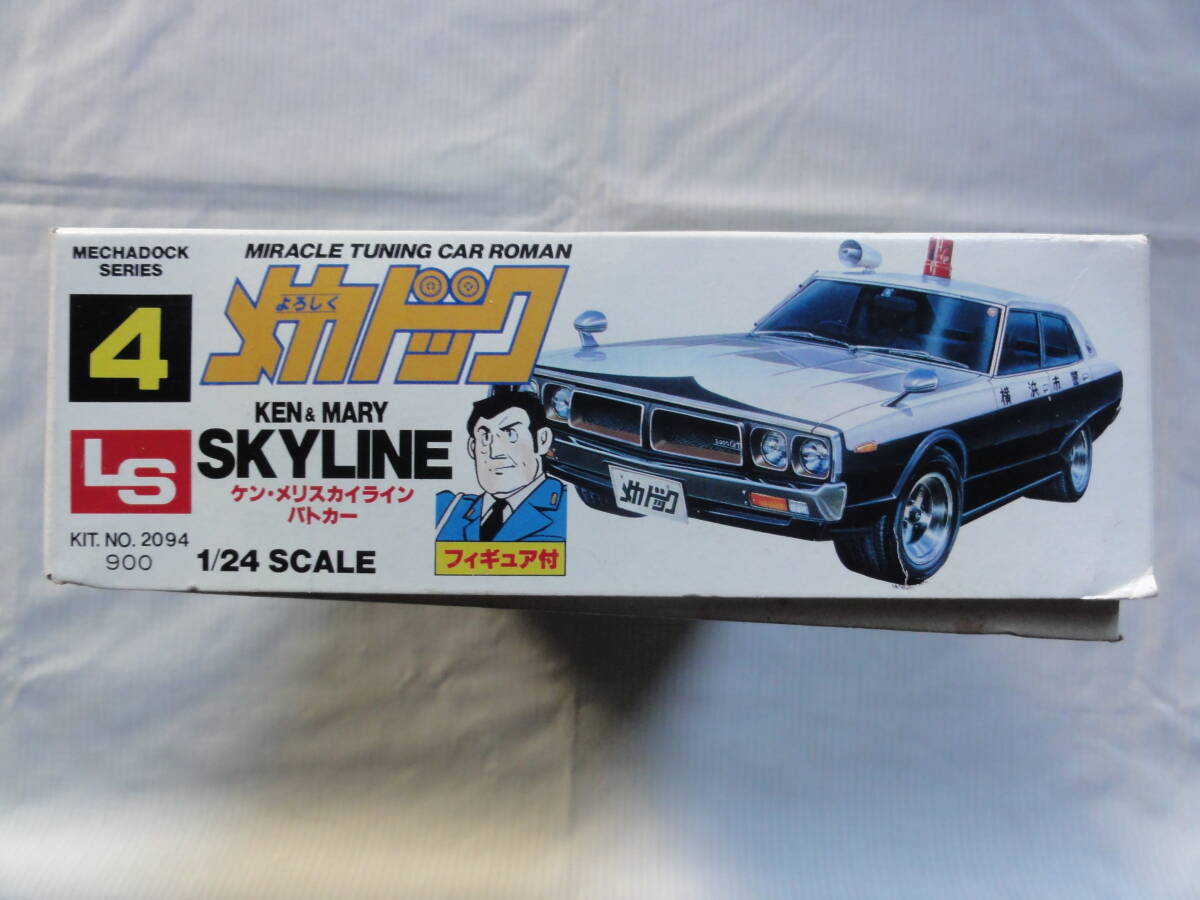 MECHADOCK
SERIES
4
LS
KIT. NO. 2094
900
MIRACLE TUNING CAR ROMAN
よろしく
メカドック
KEN & MARY
SKYLINE
ケン・メリスカイライン
パトカー
1/24 SCALE
フィギュア付
2000GT
メカドック
横浜市警